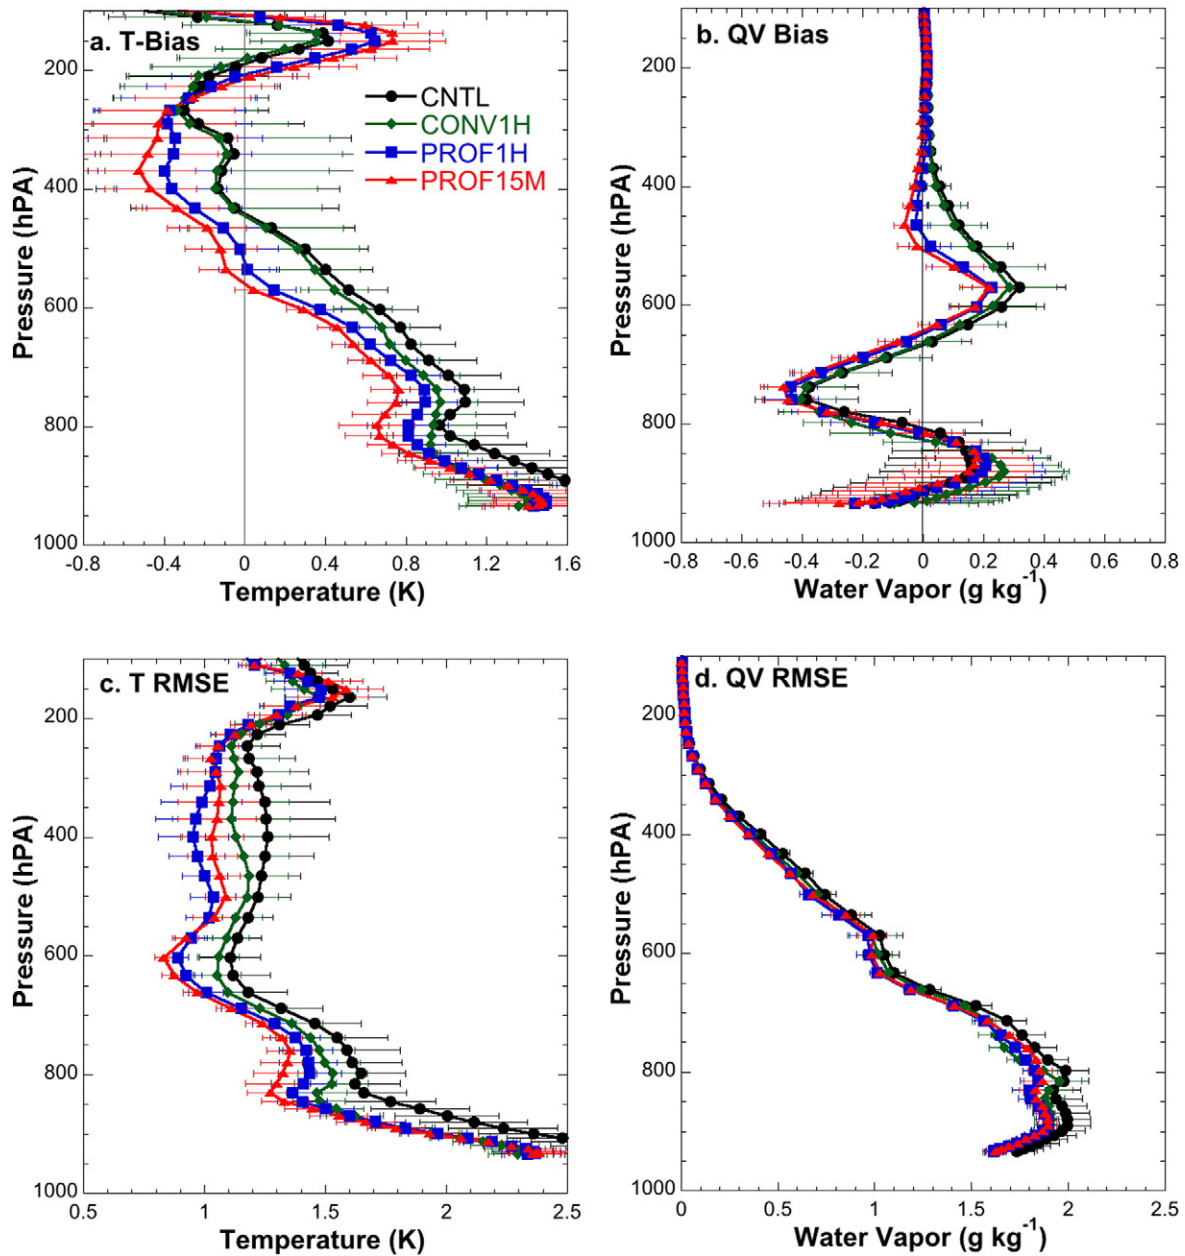 a. T-Bias
200
400
600
800
1000
Pressure (hPA)
CNTL
CONV1H
PROF1H
PROF15M
-0.8 -0.4 0 0.4 0.8 1.2 1.6
Temperature (K)
b. QV Bias
200
400
600
800
1000
Pressure (hPA)
-0.8 -0.6 -0.4 -0.2 0 0.2 0.4 0.6 0.8
Water Vapor (g kg⁻¹)
c. T RMSE
200
400
600
800
1000
Pressure (hPA)
0.5 1 1.5 2 2.5
Temperature (K)
d. QV RMSE
200
400
600
800
1000
Pressure (hPA)
0 0.5 1 1.5 2 2.5
Water Vapor (g kg⁻¹)